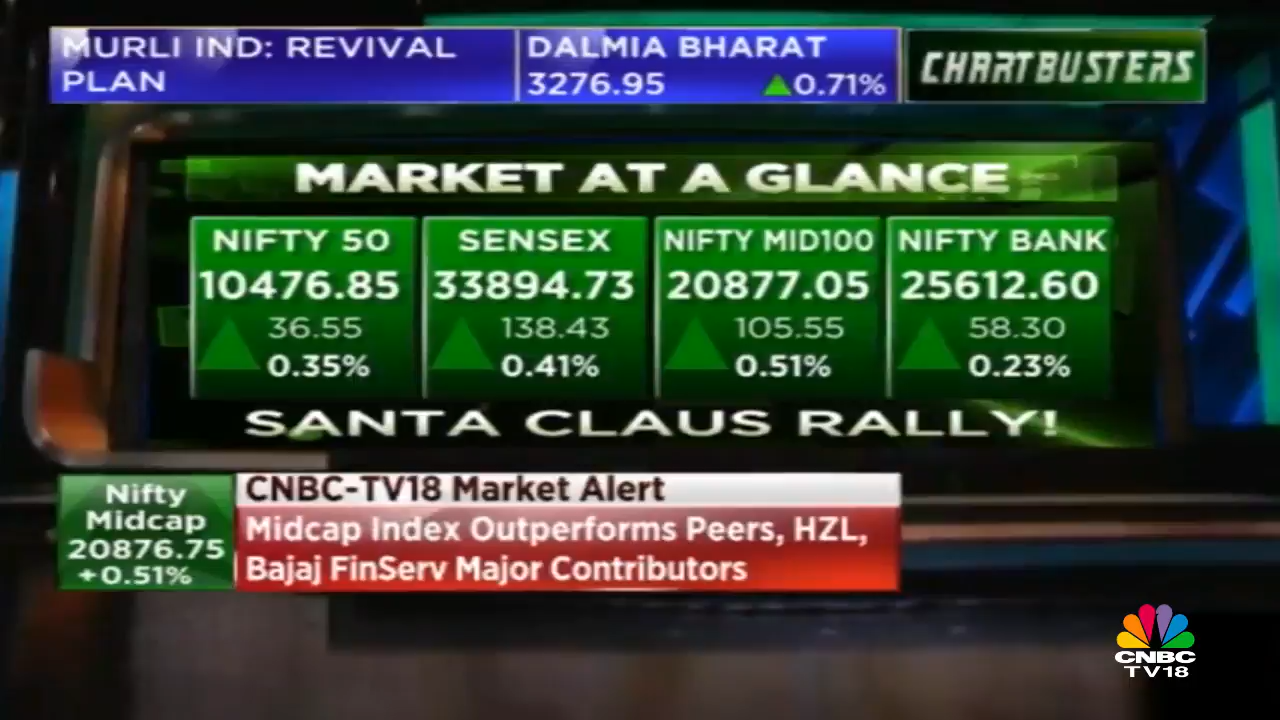 MURLI IND: REVIVAL
PLAN
DALMIA BHARAT
3276.95 ▲0.71%
CHARTBUSTERS
MARKET AT A GLANCE
NIFTY 50
10476.85
36.55
0.35%
SENSEX
33894.73
138.43
0.41%
NIFTY MID100
20877.05
105.55
0.51%
NIFTY BANK
25612.60
58.30
0.23%
SANTA CLAUS RALLY!
Nifty
Midcap
20876.75
+0.51%
CNBC-TV18 Market Alert
Midcap Index Outperforms Peers, HZL,
Bajaj FinServ Major Contributors
CNBC
TV18